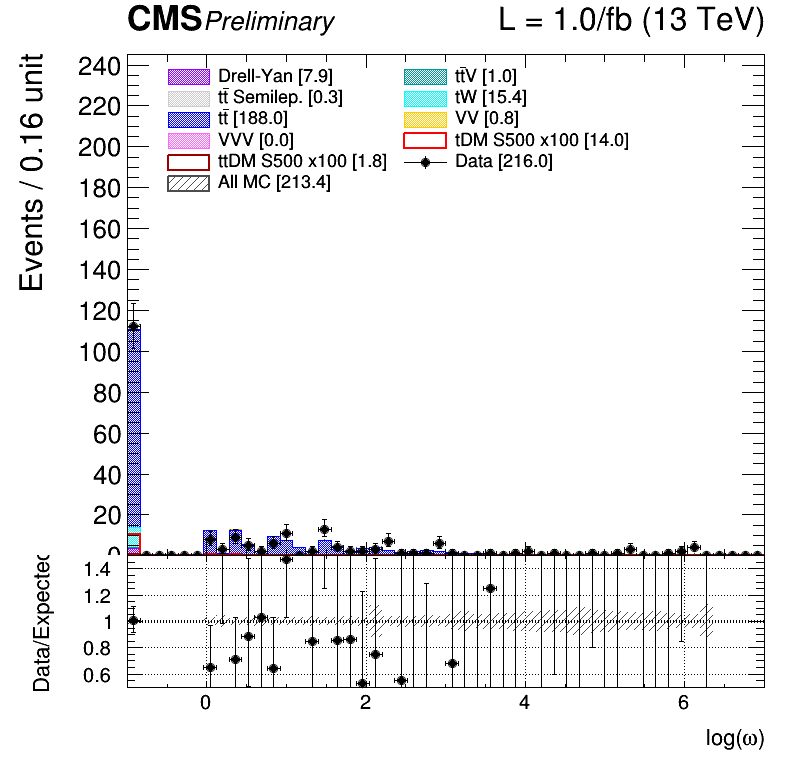 CMS Preliminary L = 1.0/fb (13 TeV)
Events / 0.16 unit
240
220
200
180
160
140
120
100
80
60
40
20
0
Drell-Yan [7.9]
tt̄ Semilep. [0.3]
tt̄ [188.0]
VVV [0.0]
ttDM S500 x100 [1.8]
All MC [213.4]
tt̄V [1.0]
tW [15.4]
VV [0.8]
tDM S500 x100 [14.0]
Data [216.0]
Data/Expected
1.4
1.2
1
0.8
0.6
0 2 4 6
log(ω)